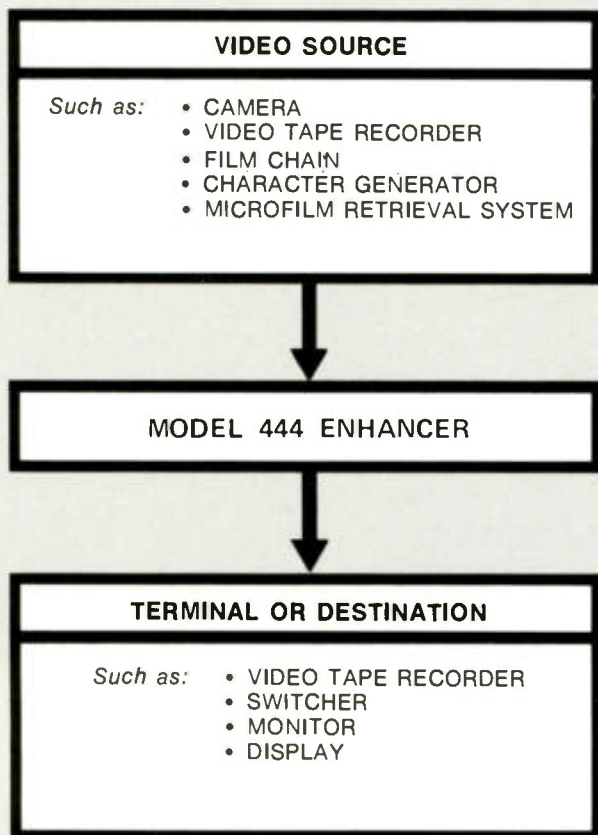 VIDEO SOURCE
Such as: • CAMERA
• VIDEO TAPE RECORDER
• FILM CHAIN
• CHARACTER GENERATOR
• MICROFILM RETRIEVAL SYSTEM
MODEL 444 ENHANCER
TERMINAL OR DESTINATION
Such as: • VIDEO TAPE RECORDER
• SWITCHER
• MONITOR
• DISPLAY